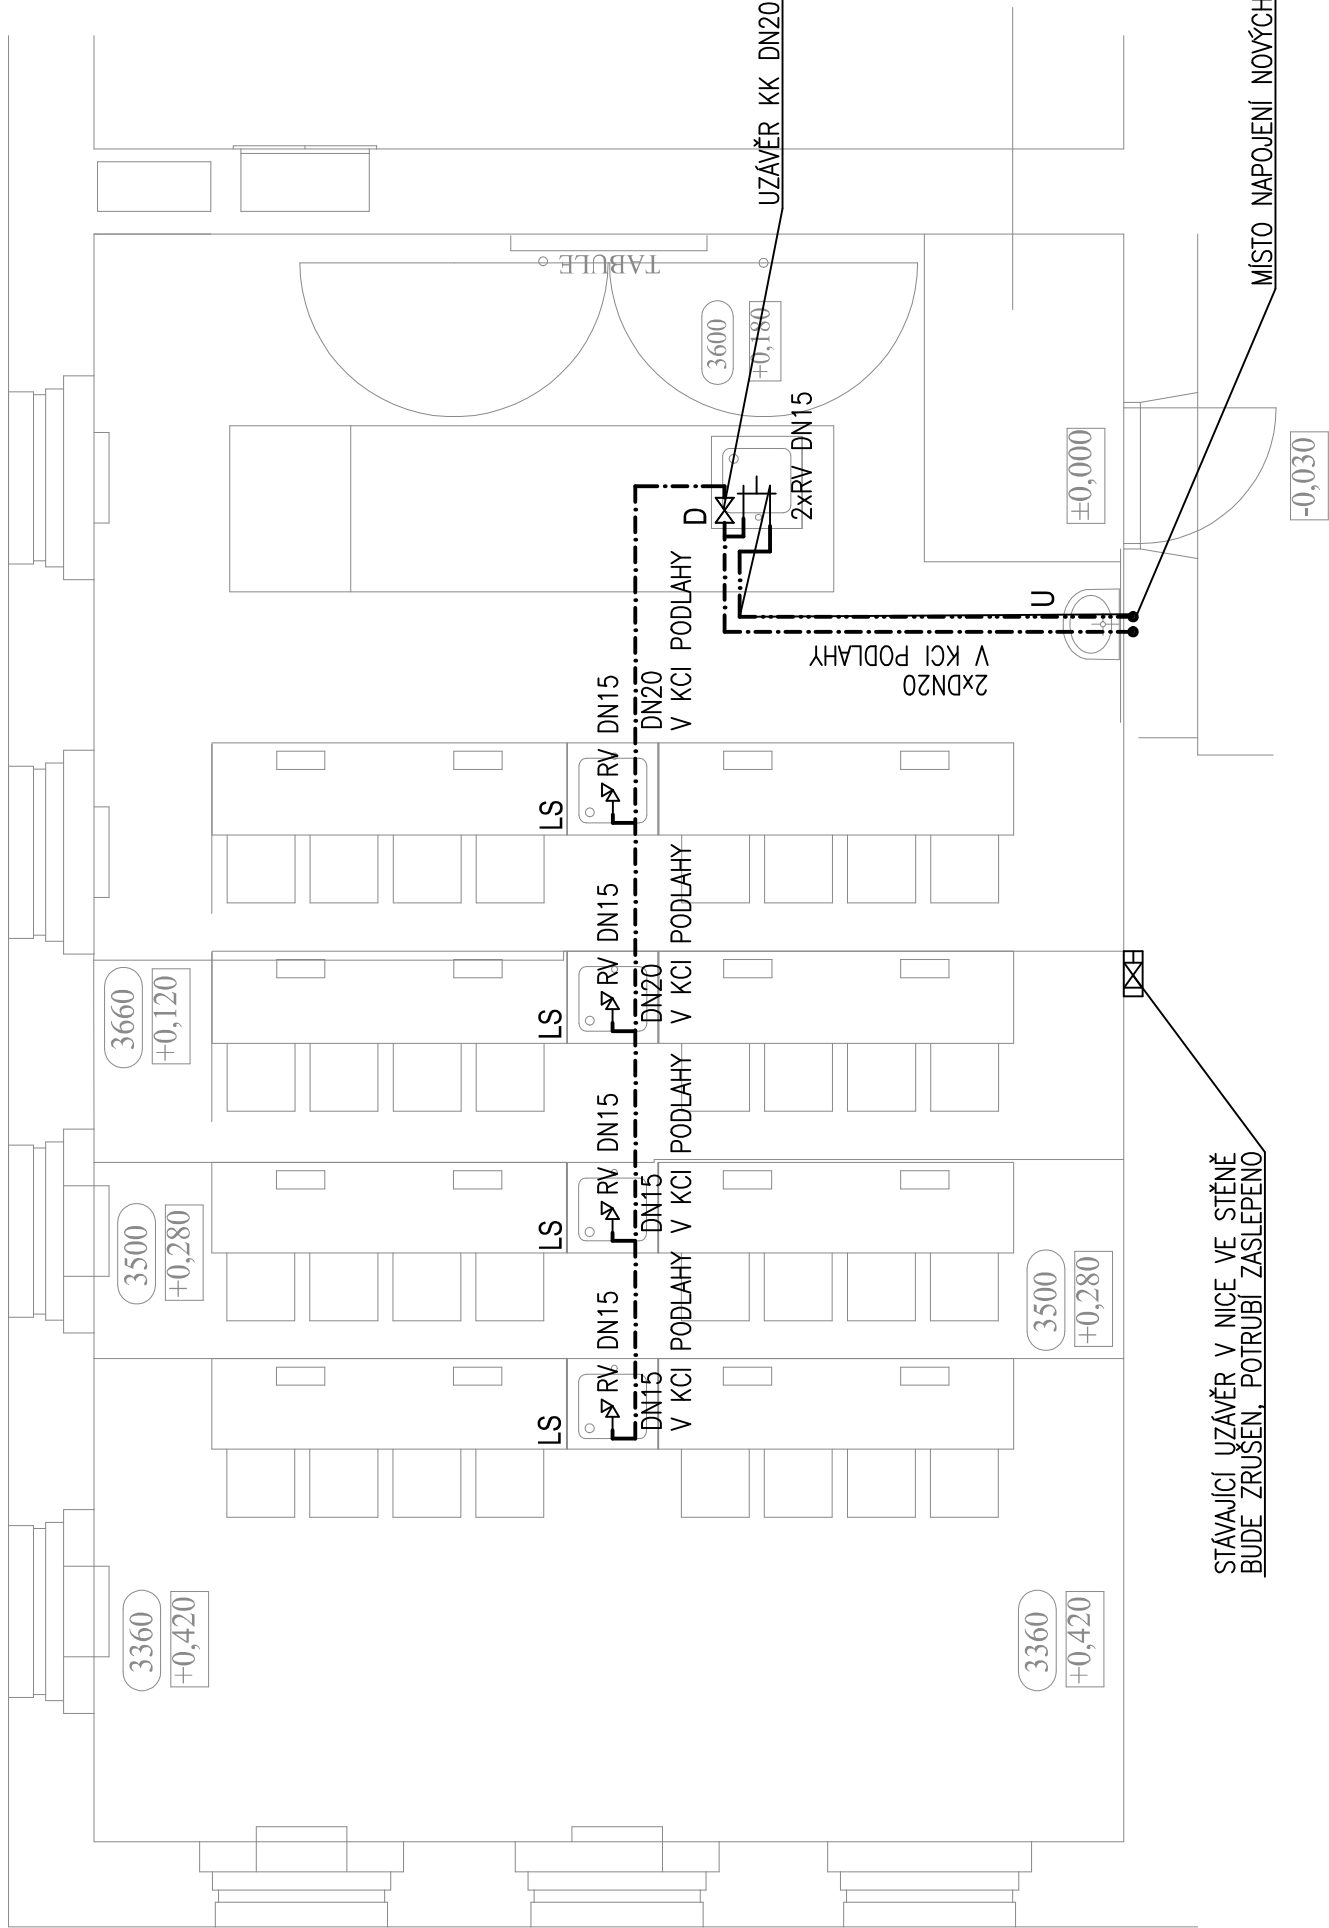 UZÁVĚR KK DN20
MÍSTO NAPOJENÍ NOVÝCH
TABULE
3600
+0,180
2xRV DN15
D
±0,000
-0,030
U
2xDN20
V KCI PODLAHY
DN20
V KCI PODLAHY
RV DN15
LS
DN20
V KCI PODLAHY
RV DN15
LS
DN15
V KCI PODLAHY
RV DN15
LS
DN15
V KCI PODLAHY
RV DN15
LS
3660
+0,120
3500
+0,280
3500
+0,280
3360
+0,420
3360
+0,420
STÁVAJÍCÍ UZÁVĚR V NICE VE STĚNĚ
BUDE ZRUŠEN, POTRUBÍ ZASLEPENO